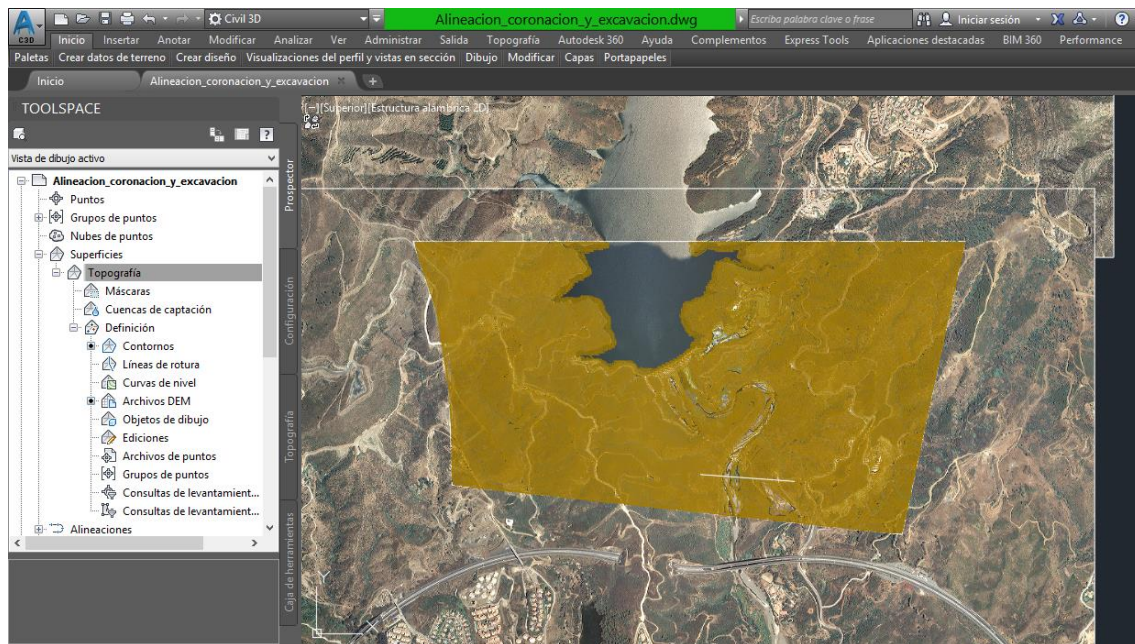 Civil 3D
Alineacion_coronacion_y_excavacion.dwg
Escriba palabra clave o frase
Iniciar sesión
C3D
Inicio Insertar Anotar Modificar Analizar Ver Administrar Salida Topografía Autodesk 360 Ayuda Complementos Express Tools Aplicaciones destacadas BIM 360 Performance
Paletas Crear datos de terreno Crear diseño Visualizaciones del perfil y vistas en sección Dibujo Modificar Capas Portapapeles
Inicio Alineacion_coronacion_y_excavacion
TOOLSPACE
[−][Superior][Estructura alámbrica 2D]
Vista de dibujo activo
Alineacion_coronacion_y_excavacion
Puntos
Grupos de puntos
Nubes de puntos
Superficies
Topografía
Máscaras
Cuencas de captación
Definición
Contornos
Líneas de rotura
Curvas de nivel
Archivos DEM
Objetos de dibujo
Ediciones
Archivos de puntos
Grupos de puntos
Consultas de levantamient...
Consultas de levantamient...
Alineaciones
Prospector
Configuración
Topografía
Caja de herramientas
Y